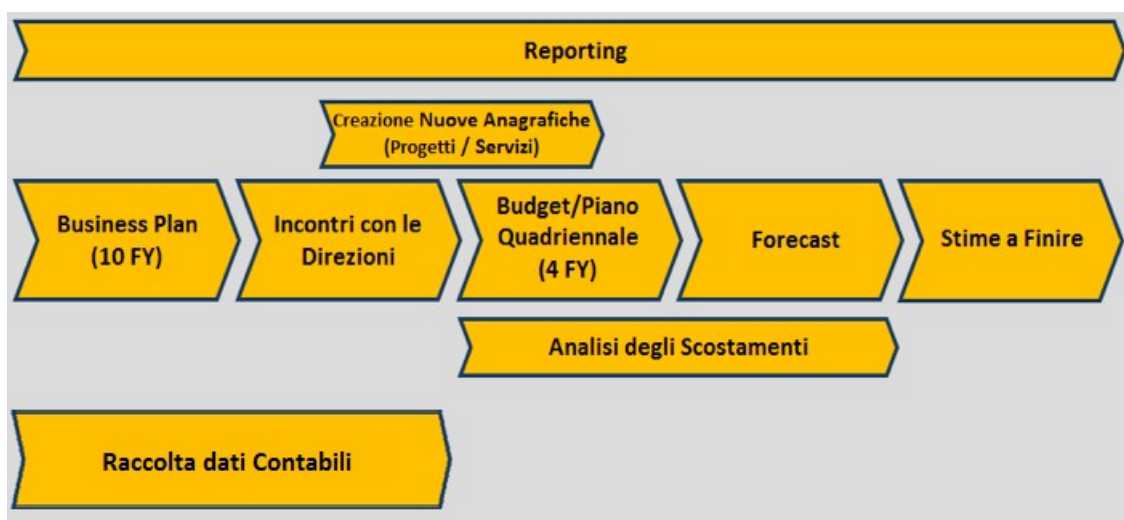 Reporting
Creazione Nuove Anagrafiche
(Progetti / Servizi)
Business Plan
(10 FY)
Incontri con le
Direzioni
Budget/Piano
Quadriennale
(4 FY)
Forecast
Stime a Finire
Analisi degli Scostamenti
Raccolta dati Contabili